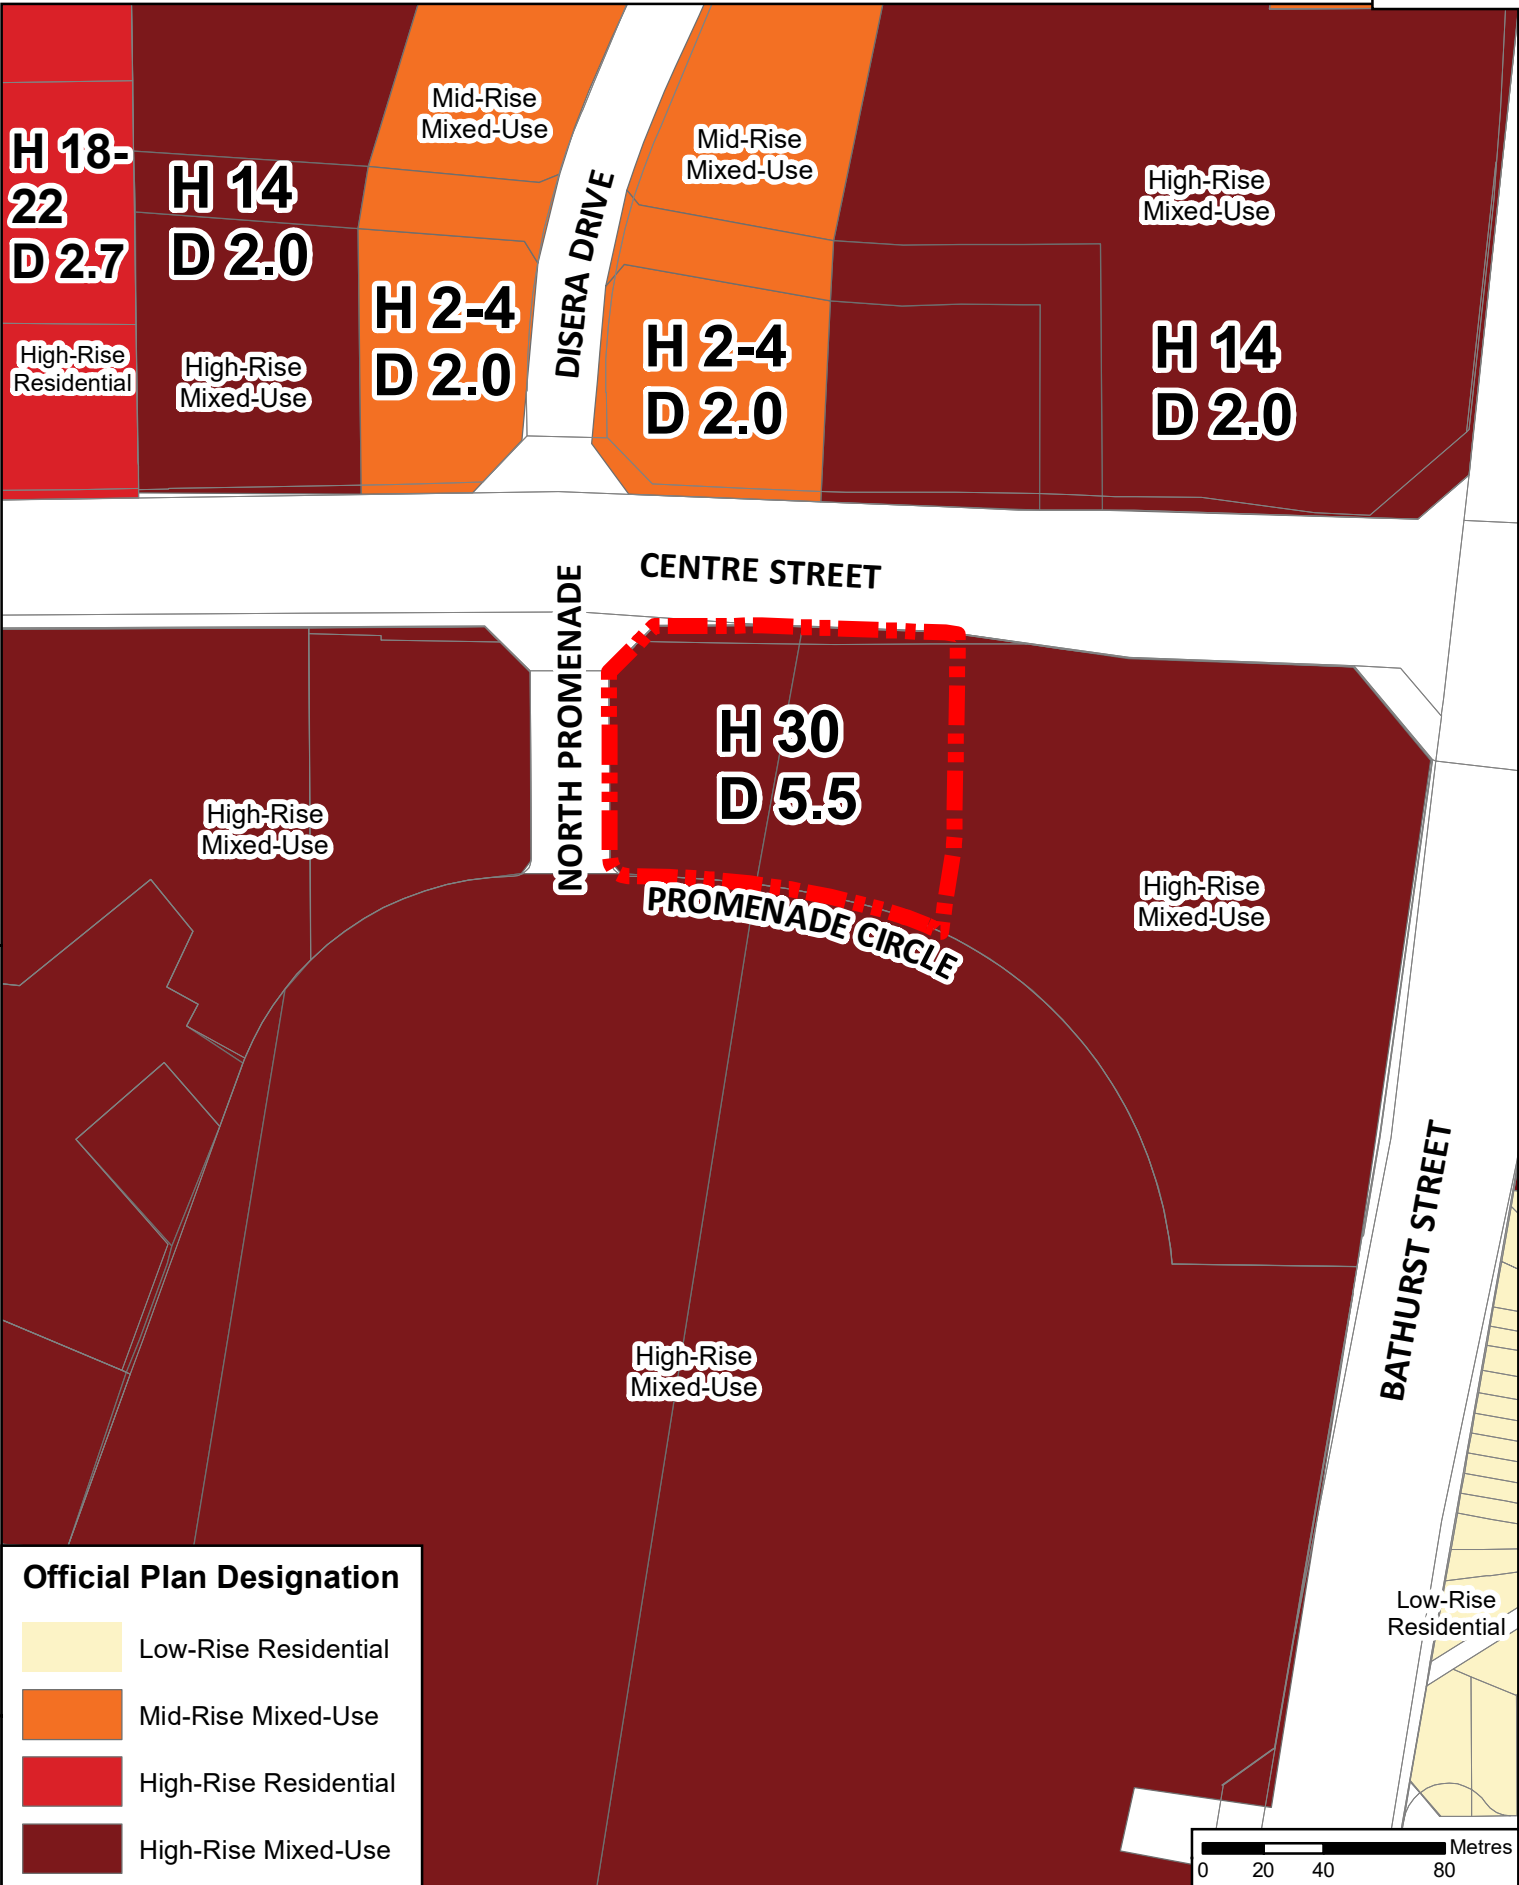 Mid-Rise
Mixed-Use
Mid-Rise
Mixed-Use
High-Rise
Mixed-Use
H 18-
22
D 2.7
H 14
D 2.0
DISERA DRIVE
H 2-4
D 2.0
H 2-4
D 2.0
H 14
D 2.0
High-Rise
Residential
High-Rise
Mixed-Use
CENTRE STREET
NORTH PROMENADE
H 30
D 5.5
High-Rise
Mixed-Use
High-Rise
Mixed-Use
PROMENADE CIRCLE
BATHURST STREET
High-Rise
Mixed-Use
Low-Rise
Residential
Official Plan Designation
Low-Rise Residential
Mid-Rise Mixed-Use
High-Rise Residential
High-Rise Mixed-Use
Metres
0 20 40 80